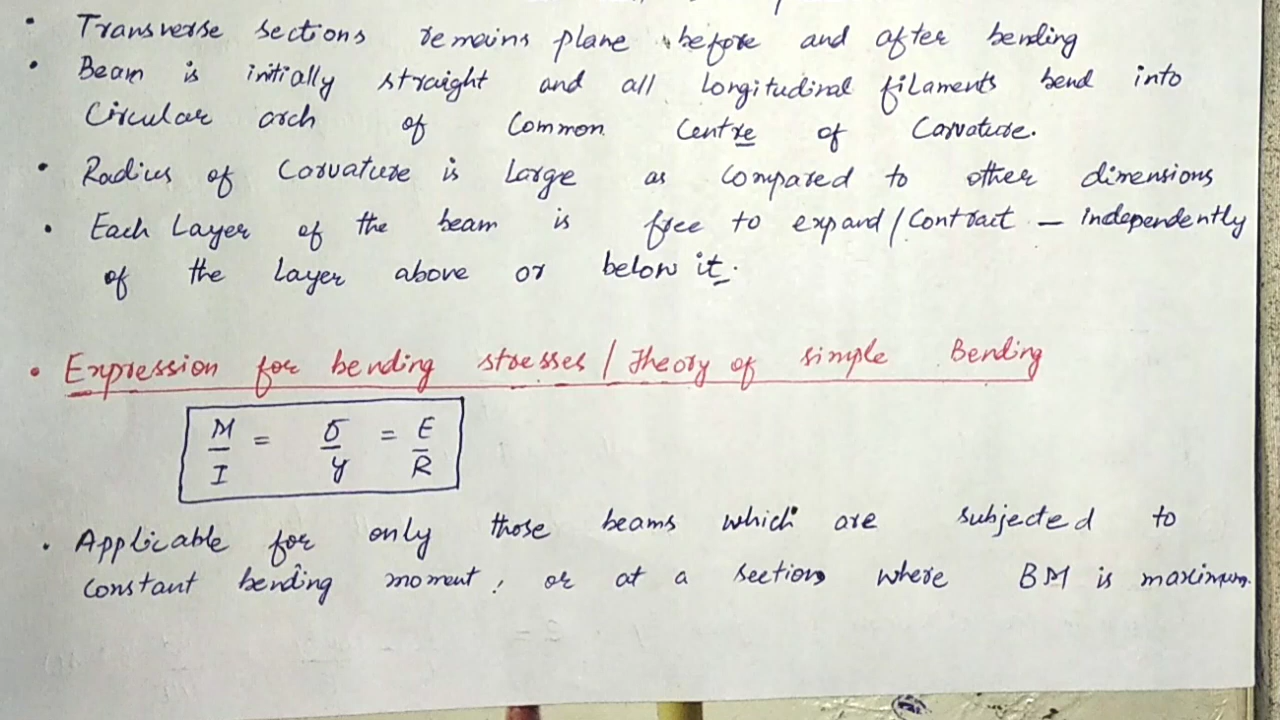 • Transverse sections remains plane before and after bending
• Beam is initially straight and all longitudinal filaments bend into
Circular arch of Common Centre of Carvature.
• Radius of Carvature is Large as Compared to other dimensions
• Each Layer of the beam is free to expand/Contract - independently
of the Layer above or below it.
• Expression for bending stresses / Theory of simple Bending
M/I = σ/y = E/R
• Applicable for only those beams which are subjected to
Constant bending moment, or at a section where BM is maximum.